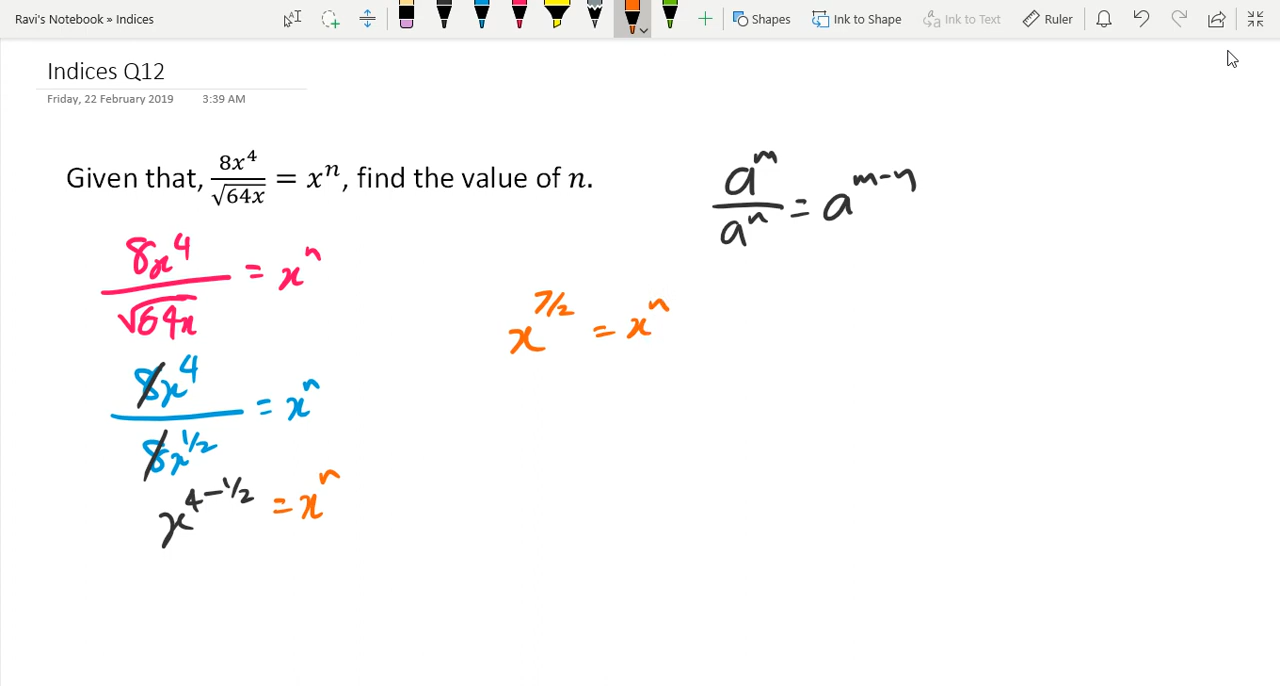 Ravi's Notebook » Indices
Shapes
Ink to Shape
Ink to Text
Ruler
Indices Q12
Friday, 22 February 2019 3:39 AM
Given that, 8x⁴/√64x = xⁿ, find the value of n.
aᵐ/aⁿ = aᵐ⁻ⁿ
8x⁴/√64x = xⁿ
8x⁴/8x^1/2 = xⁿ
x^4-1/2 = xⁿ
x^7/2 = xⁿ